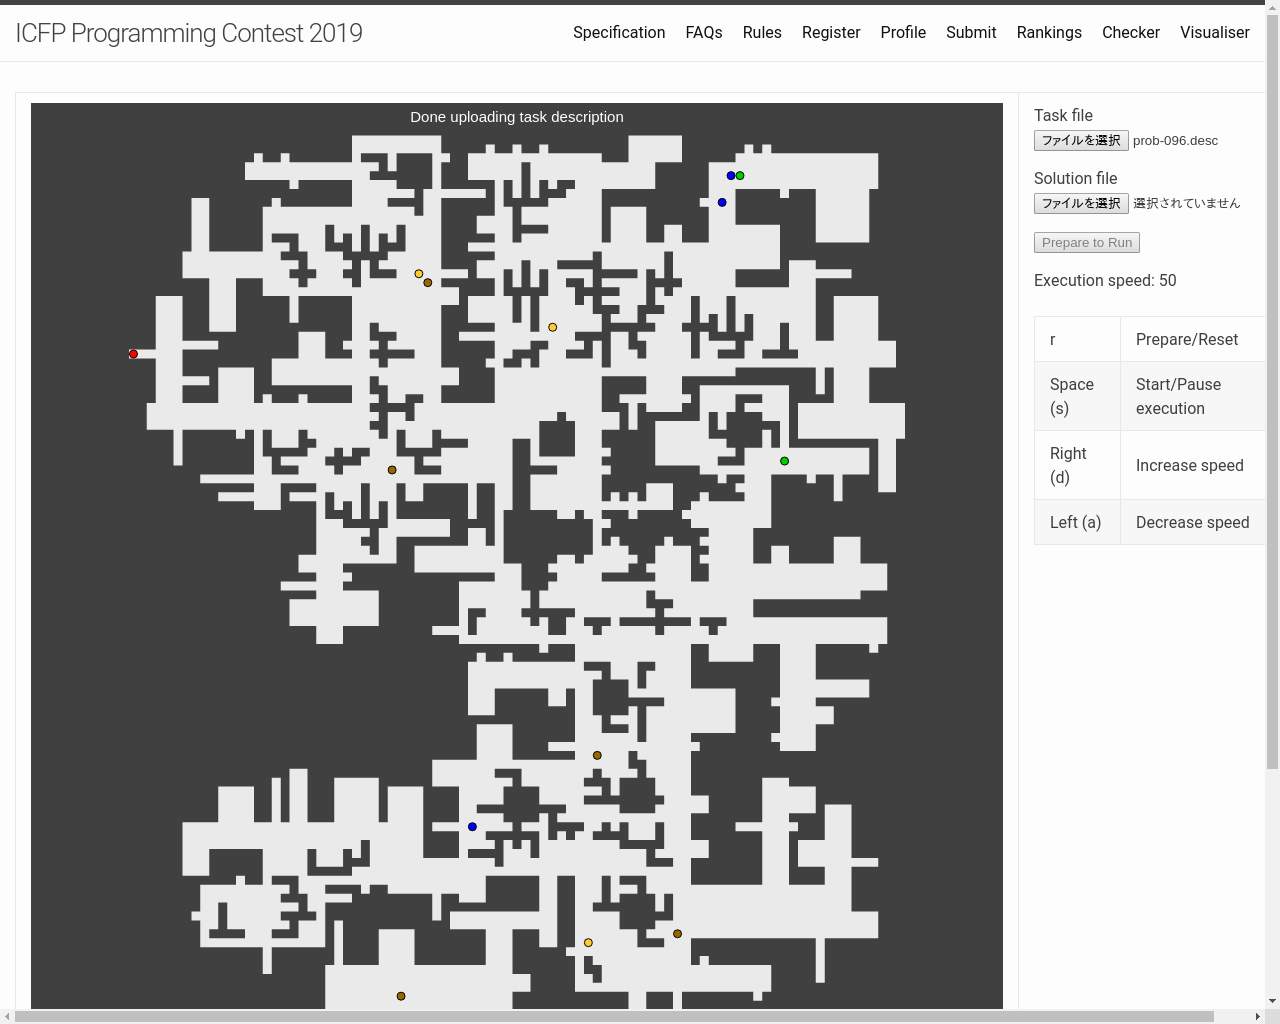 ICFP Programming Contest 2019
Specification FAQs Rules Register Profile Submit Rankings Checker Visualiser
Done uploading task description
Task file
ファイルを選択 prob-096.desc
Solution file
ファイルを選択 選択されていません
Prepare to Run
Execution speed: 50
r Prepare/Reset
Space (s) Start/Pause execution
Right (d) Increase speed
Left (a) Decrease speed